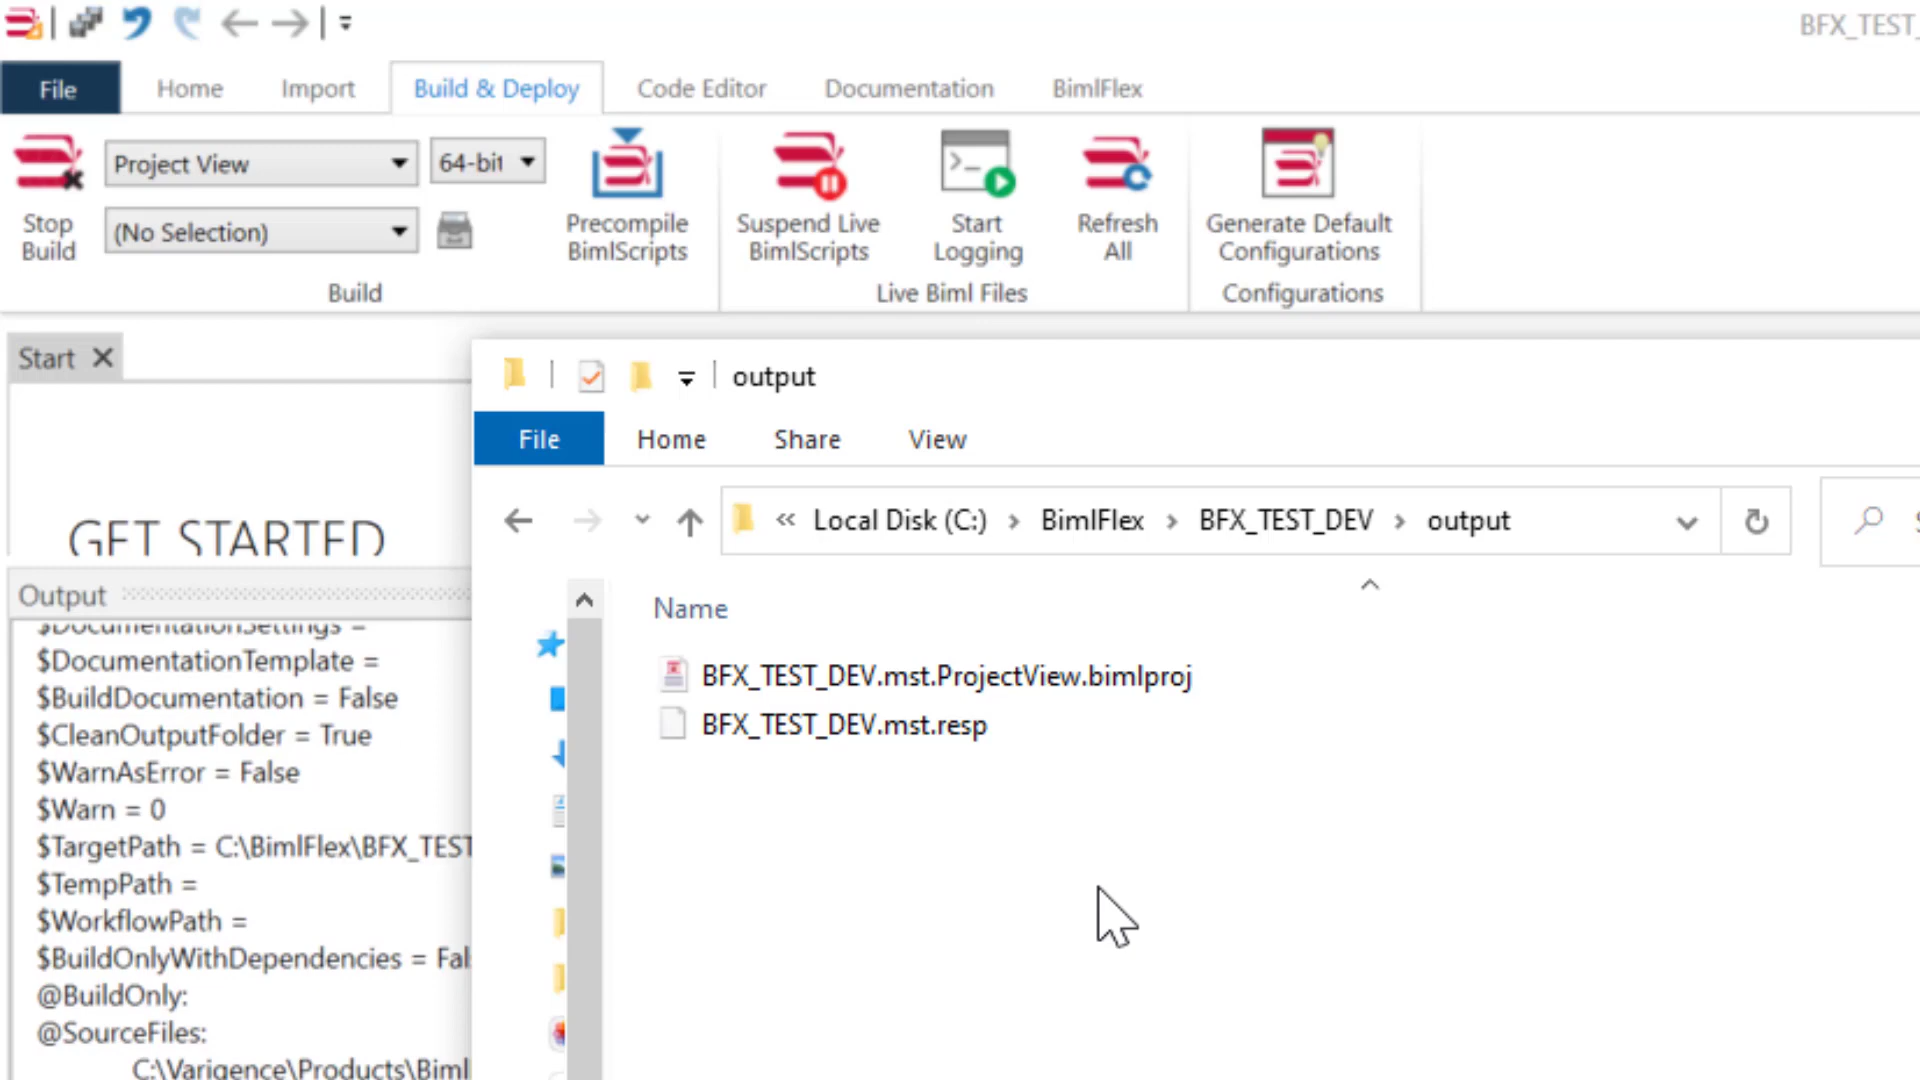 BFX_TEST_
File Home Import Build & Deploy Code Editor Documentation BimlFlex
Project View 64-bit
(No Selection)
Stop Build
Precompile BimlScripts
Suspend Live BimlScripts
Start Logging
Refresh All
Generate Default Configurations
Build Live Biml Files Configurations
Start
output
File Home Share View
« Local Disk (C:) › BimlFlex › BFX_TEST_DEV › output
GET STARTED
Output
Name
BFX_TEST_DEV.mst.ProjectView.bimlproj
BFX_TEST_DEV.mst.resp
$DocumentationSettings =
$DocumentationTemplate =
$BuildDocumentation = False
$CleanOutputFolder = True
$WarnAsError = False
$Warn = 0
$TargetPath = C:\BimlFlex\BFX_TEST
$TempPath =
$WorkflowPath =
$BuildOnlyWithDependencies = Fal
@BuildOnly:
@SourceFiles:
C:\Varigence\Products\Biml